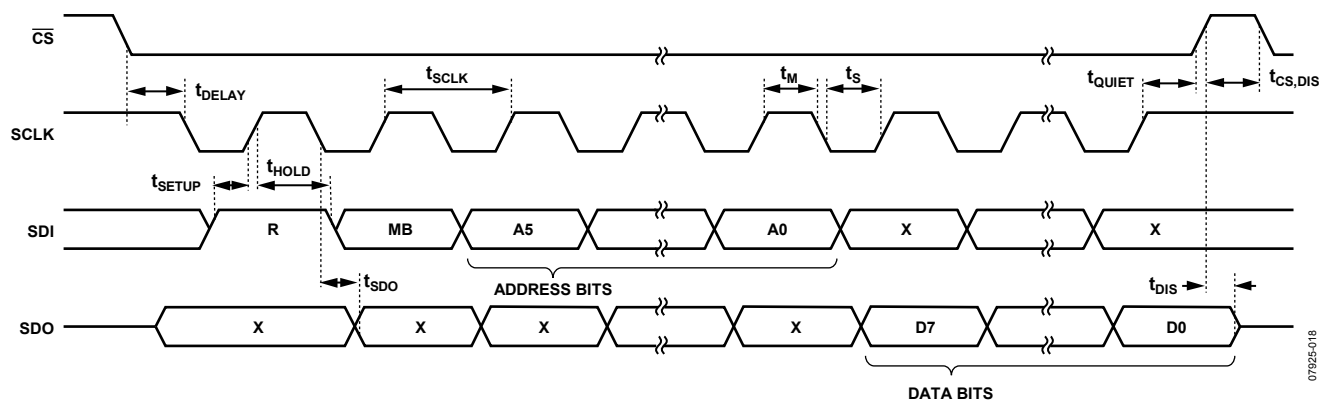 CS
tDELAY
tSCLK
tM
tS
tQUIET
tCS,DIS
SCLK
tSETUP
tHOLD
SDI
R
MB
A5
A0
X
X
tSDO
ADDRESS BITS
tDIS
SDO
X
X
X
X
D7
D0
DATA BITS
07925-018